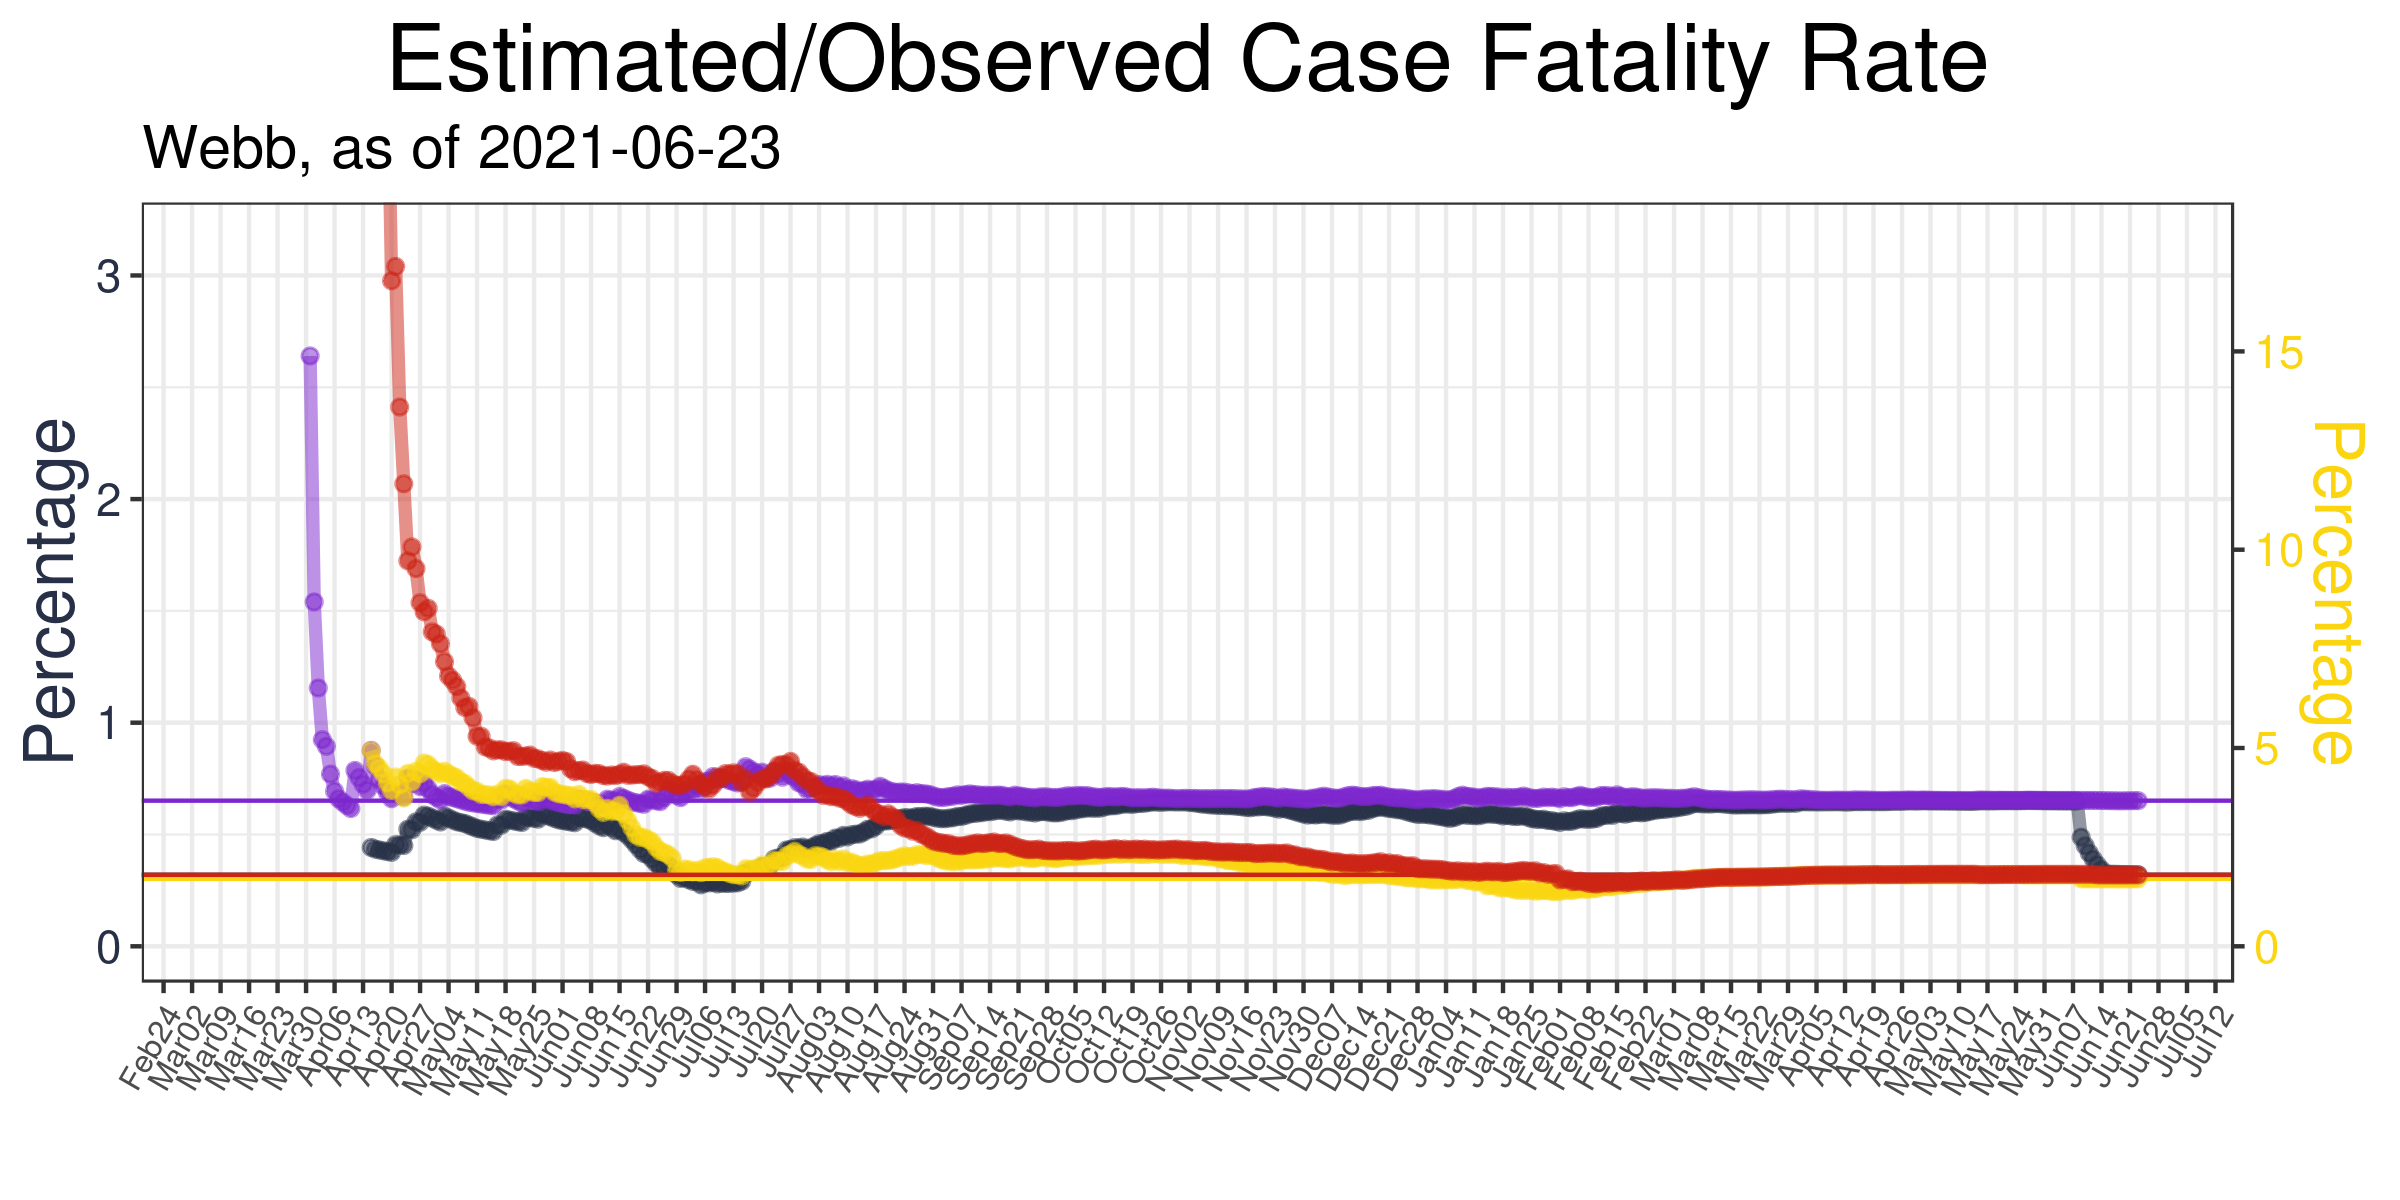 Estimated/Observed Case Fatality Rate
Webb, as of 2021-06-23
Percentage
3
2
1
0
15
10
5
0
Percentage
Feb24
Mar02
Mar09
Mar16
Mar23
Mar30
Apr06
Apr13
Apr20
Apr27
May04
May11
May18
May25
Jun01
Jun08
Jun15
Jun22
Jun29
Jul06
Jul13
Jul20
Jul27
Aug03
Aug10
Aug17
Aug24
Aug31
Sep07
Sep14
Sep21
Sep28
Oct05
Oct12
Oct19
Oct26
Nov02
Nov09
Nov16
Nov23
Nov30
Dec07
Dec14
Dec21
Dec28
Jan04
Jan11
Jan18
Jan25
Feb01
Feb08
Feb15
Feb22
Mar01
Mar08
Mar15
Mar22
Mar29
Apr05
Apr12
Apr19
Apr26
May03
May10
May17
May24
May31
Jun07
Jun14
Jun21
Jun28
Jul05
Jul12